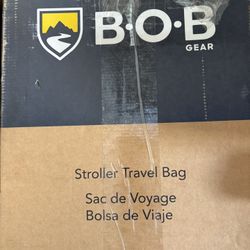 B·O·B
GEAR
Stroller Travel Bag
Sac de Voyage
Bolsa de Viaje